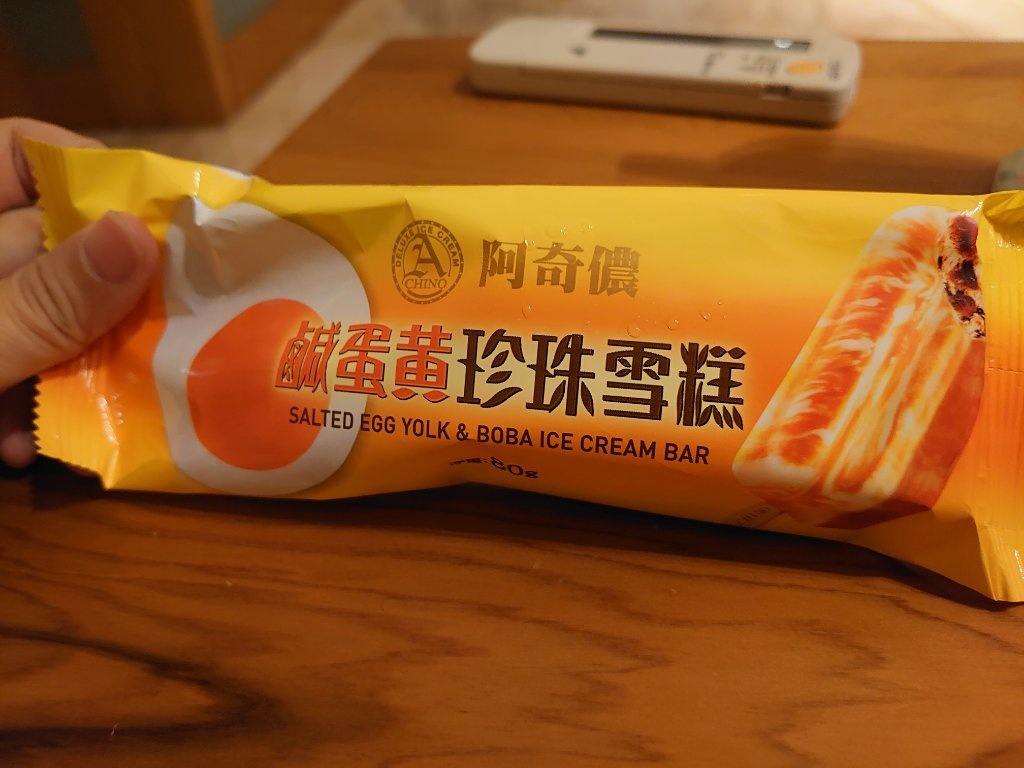 DELUXE ICE CREAM
A
CHINO
阿奇儂
鹹蛋黃珍珠雪糕
SALTED EGG YOLK & BOBA ICE CREAM BAR
80g